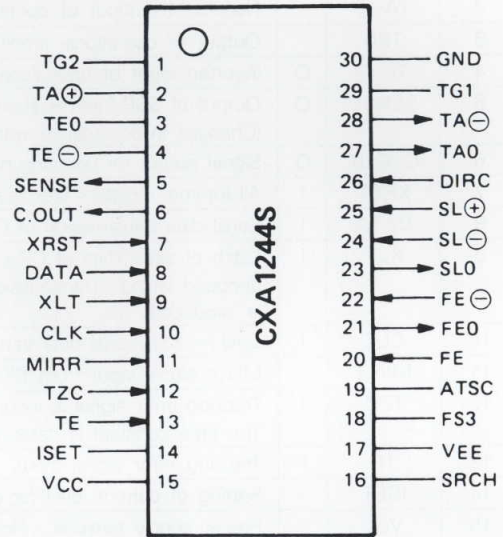 TG2 1
TA⊕ 2
TE0 3
TE⊖ 4
SENSE 5
C.OUT 6
XRST 7
DATA 8
XLT 9
CLK 10
MIRR 11
TZC 12
TE 13
ISET 14
VCC 15
CXA1244S
30 GND
29 TG1
28 TA⊖
27 TA0
26 DIRC
25 SL⊕
24 SL⊖
23 SL0
22 FE⊖
21 FE0
20 FE
19 ATSC
18 FS3
17 VEE
16 SRCH